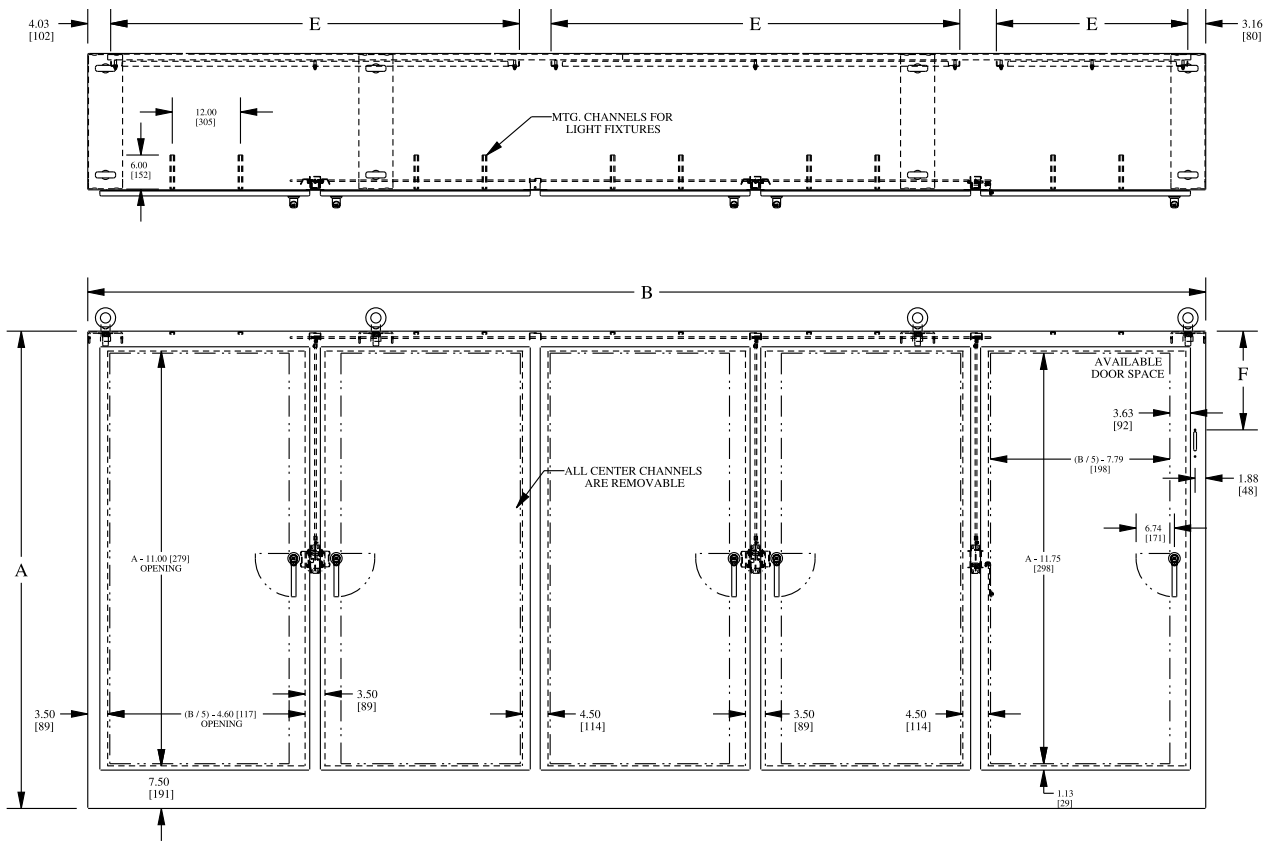 4.03
[102]
E
E
E
3.16
[80]
12.00
[305]
6.00
[152]
MTG. CHANNELS FOR
LIGHT FIXTURES
B
A
F
AVAILABLE
DOOR SPACE
3.63
[92]
(B / 5) - 7.79
[198]
1.88
[48]
ALL CENTER CHANNELS
ARE REMOVABLE
6.74
[171]
A - 11.00 [279]
OPENING
A - 11.75
[298]
3.50
[89]
(B / 5) - 4.60 [117]
OPENING
3.50
[89]
4.50
[114]
3.50
[89]
4.50
[114]
7.50
[191]
1.13
[29]